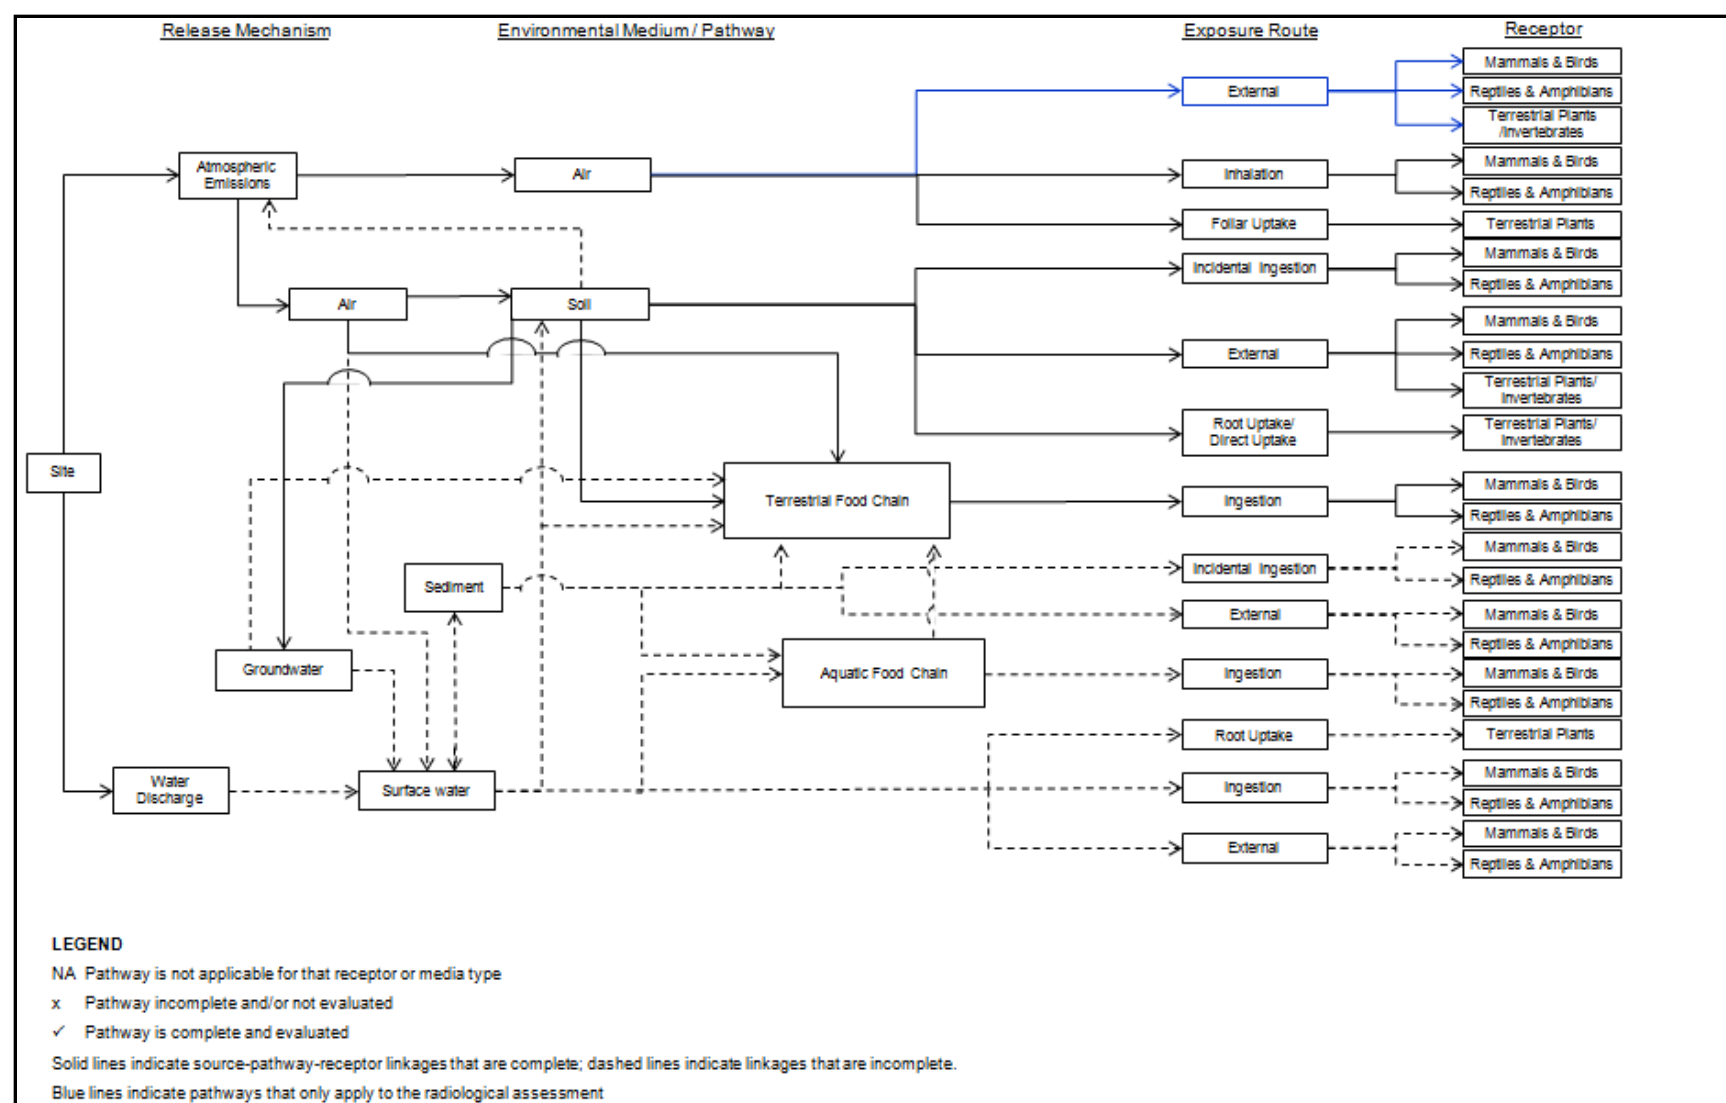 Release Mechanism
Environmental Medium / Pathway
Exposure Route
Receptor
Mammals & Birds
External
Reptiles & Amphibians
Terrestrial Plants
/Invertebrates
Atmospheric
Emissions
Air
Inhalation
Mammals & Birds
Reptiles & Amphibians
Foliar Uptake
Terrestrial Plants
Incidental Ingestion
Mammals & Birds
Reptiles & Amphibians
Air
Soil
Mammals & Birds
External
Reptiles & Amphibians
Terrestrial Plants/
Invertebrates
Root Uptake/
Direct Uptake
Terrestrial Plants/
Invertebrates
Site
Terrestrial Food Chain
Ingestion
Mammals & Birds
Reptiles & Amphibians
Sediment
Incidental Ingestion
Mammals & Birds
Reptiles & Amphibians
External
Mammals & Birds
Reptiles & Amphibians
Groundwater
Aquatic Food Chain
Ingestion
Mammals & Birds
Reptiles & Amphibians
Root Uptake
Terrestrial Plants
Water
Discharge
Surface water
Ingestion
Mammals & Birds
Reptiles & Amphibians
External
Mammals & Birds
Reptiles & Amphibians
LEGEND
NA Pathway is not applicable for that receptor or media type
x Pathway incomplete and/or not evaluated
✓ Pathway is complete and evaluated
Solid lines indicate source-pathway-receptor linkages that are complete; dashed lines indicate linkages that are incomplete.
Blue lines indicate pathways that only apply to the radiological assessment